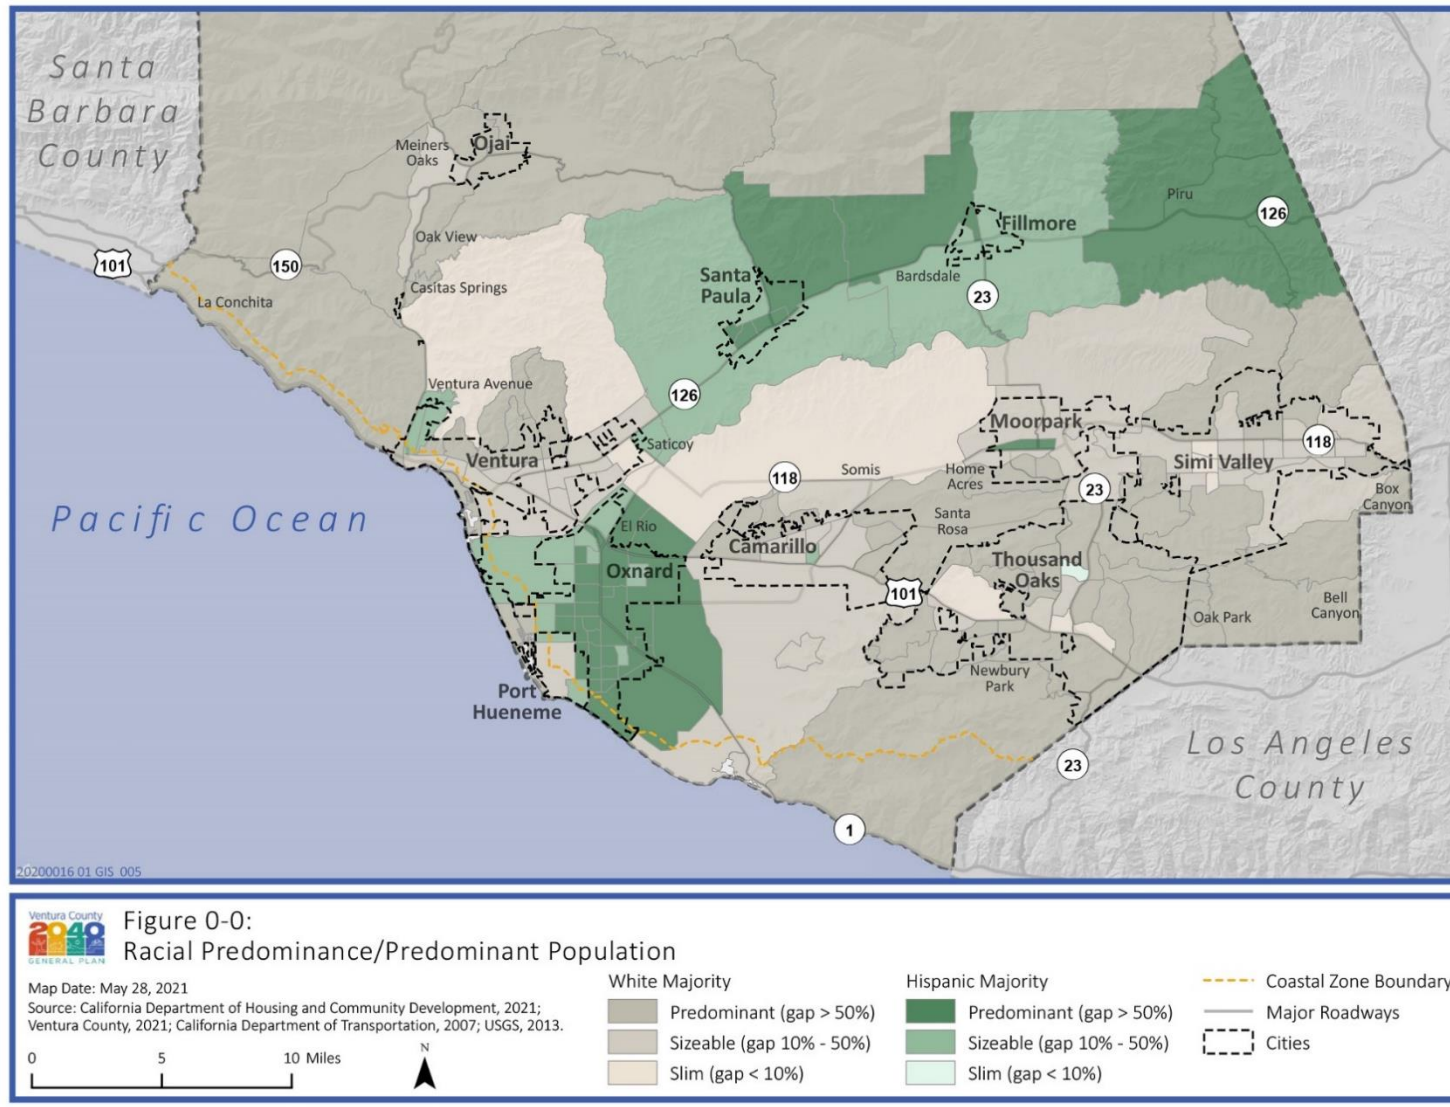 Santa
Barbara
County
Meiners
Oaks
Ojai
Piru
126
Fillmore
Oak View
101
150
Santa
Paula
Bardsdale
Casitas Springs
23
La Conchita
Ventura Avenue
126
Moorpark
Saticoy
118
Ventura
Simi Valley
118
Somis
Home
Acres
23
Box
Canyon
Pacific Ocean
El Rio
Santa
Rosa
Camarillo
Thousand
Oaks
Oxnard
101
Bell
Canyon
Oak Park
Newbury
Park
Port
Hueneme
Los Angeles
County
23
1
20200016 01 GIS 005
Ventura County
2040
GENERAL PLAN
Figure 0-0:
Racial Predominance/Predominant Population
Map Date: May 28, 2021
Source: California Department of Housing and Community Development, 2021;
Ventura County, 2021; California Department of Transportation, 2007; USGS, 2013.
0 5 10 Miles
N
White Majority
Predominant (gap > 50%)
Sizeable (gap 10% - 50%)
Slim (gap < 10%)
Hispanic Majority
Predominant (gap > 50%)
Sizeable (gap 10% - 50%)
Slim (gap < 10%)
Coastal Zone Boundary
Major Roadways
Cities